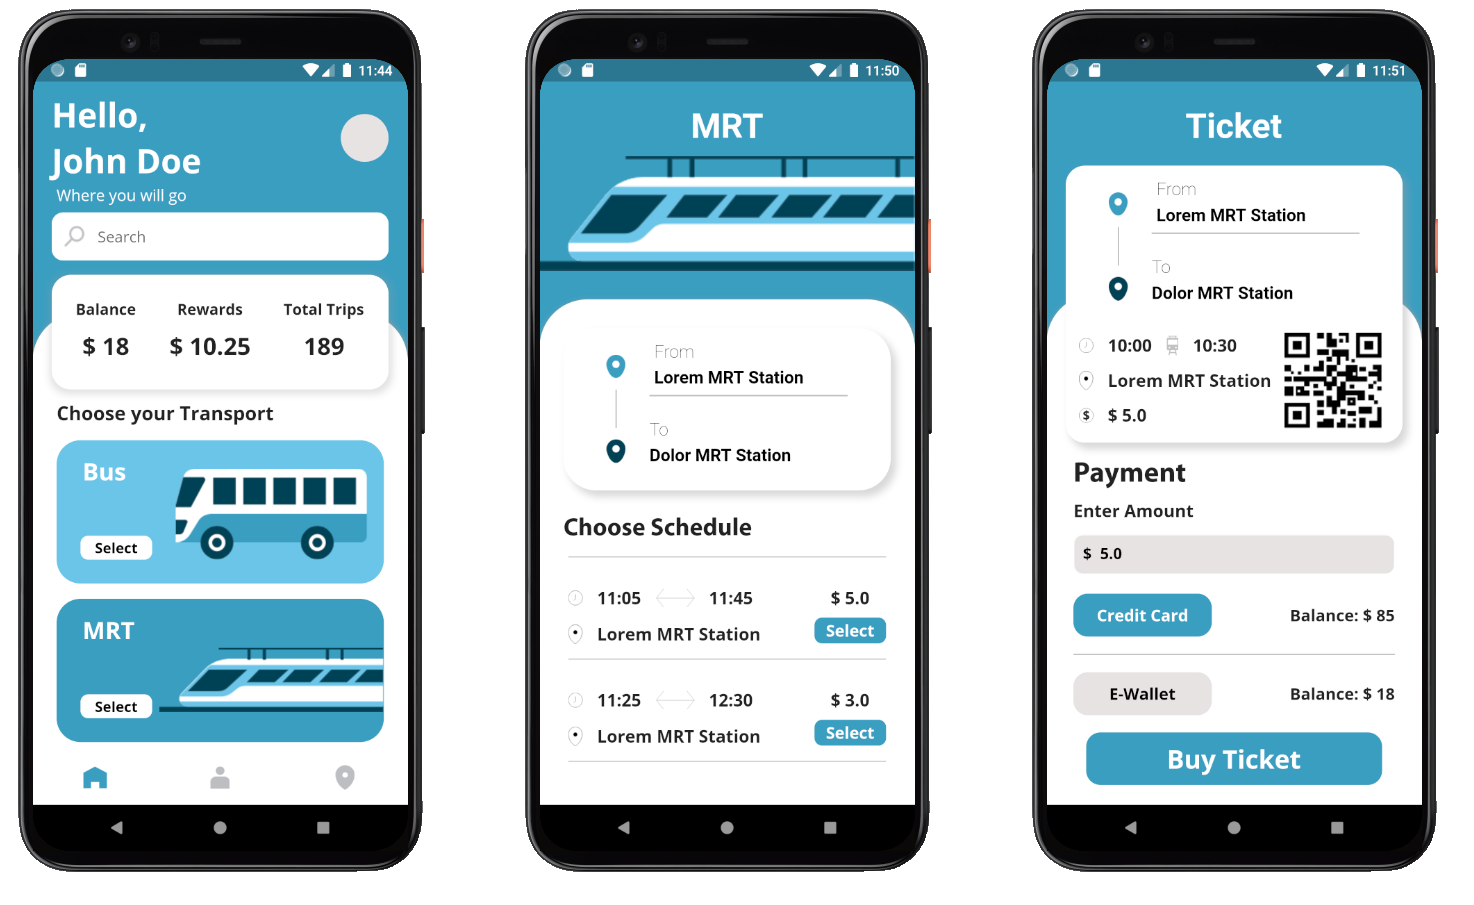 11:44
Hello,
John Doe
Where you will go
Search
Balance Rewards Total Trips
$ 18 $ 10.25 189
Choose your Transport
Bus
Select
MRT
Select
11:50
MRT
From
Lorem MRT Station
To
Dolor MRT Station
Choose Schedule
11:05 11:45 $ 5.0
Lorem MRT Station Select
11:25 12:30 $ 3.0
Lorem MRT Station Select
11:51
Ticket
From
Lorem MRT Station
To
Dolor MRT Station
10:00 10:30
Lorem MRT Station
$ $ 5.0
Payment
Enter Amount
$ 5.0
Credit Card Balance: $ 85
E-Wallet Balance: $ 18
Buy Ticket